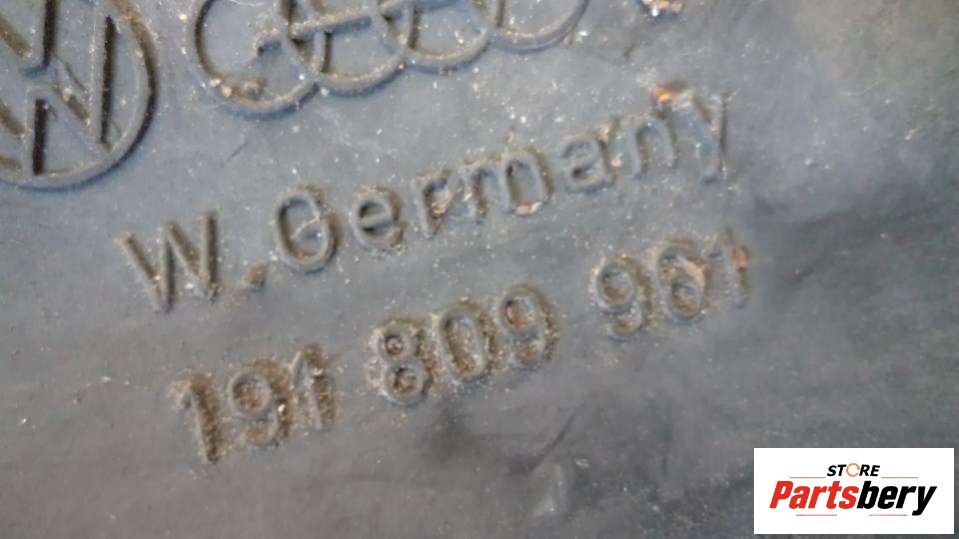 W. Germany
191 809 961
STORE
Partsbery